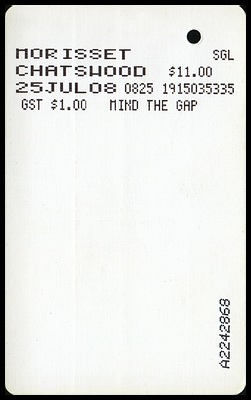 MORISSET SGL
CHATSWOOD $11.00
25JUL08 0825 1915035335
GST $1.00 MIND THE GAP
A2242868